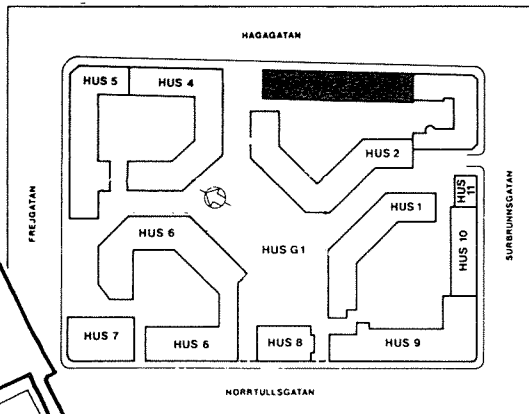 HAGAGATAN
HUS 5
HUS 4
HUS 2
HUS 11
HUS 1
HUS 10
FREJGATAN
SURBRUNNSGATAN
HUS 6
HUS G1
HUS 7
HUS 6
HUS 8
HUS 9
NORRTULLSGATAN